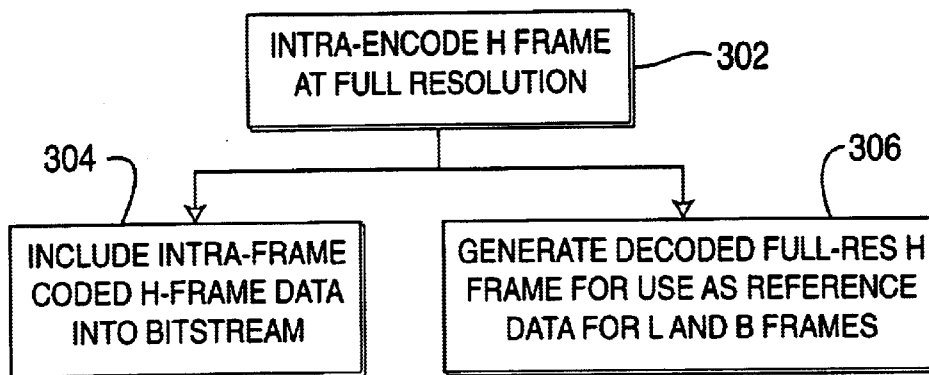 INTRA-ENCODE H FRAME
AT FULL RESOLUTION
302
304
306
INCLUDE INTRA-FRAME
CODED H-FRAME DATA
INTO BITSTREAM
GENERATE DECODED FULL-RES H
FRAME FOR USE AS REFERENCE
DATA FOR L AND B FRAMES